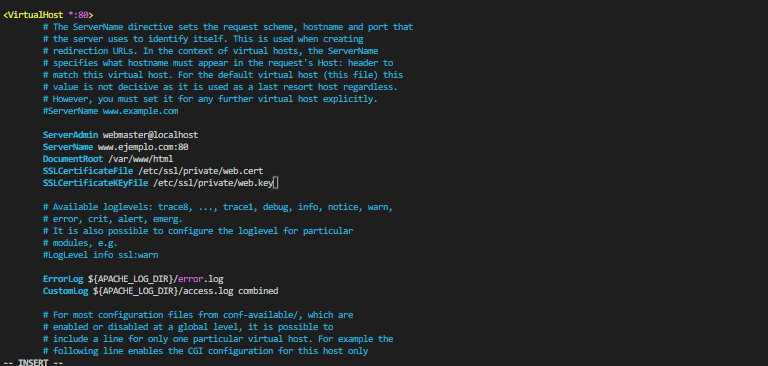 <VirtualHost *:80>
# The ServerName directive sets the request scheme, hostname and port that
# the server uses to identify itself. This is used when creating
# redirection URLs. In the context of virtual hosts, the ServerName
# specifies what hostname must appear in the request's Host: header to
# match this virtual host. For the default virtual host (this file) this
# value is not decisive as it is used as a last resort host regardless.
# However, you must set it for any further virtual host explicitly.
#ServerName www.example.com
ServerAdmin webmaster@localhost
ServerName www.ejemplo.com:80
DocumentRoot /var/www/html
SSLCertificateFile /etc/ssl/private/web.cert
SSLCertificateKEyFile /etc/ssl/private/web.key
# Available loglevels: trace8, ..., trace1, debug, info, notice, warn,
# error, crit, alert, emerg.
# It is also possible to configure the loglevel for particular
# modules, e.g.
#LogLevel info ssl:warn
ErrorLog ${APACHE_LOG_DIR}/error.log
CustomLog ${APACHE_LOG_DIR}/access.log combined
# For most configuration files from conf-available/, which are
# enabled or disabled at a global level, it is possible to
# include a line for only one particular virtual host. For example the
# following line enables the CGI configuration for this host only
-- INSERT --